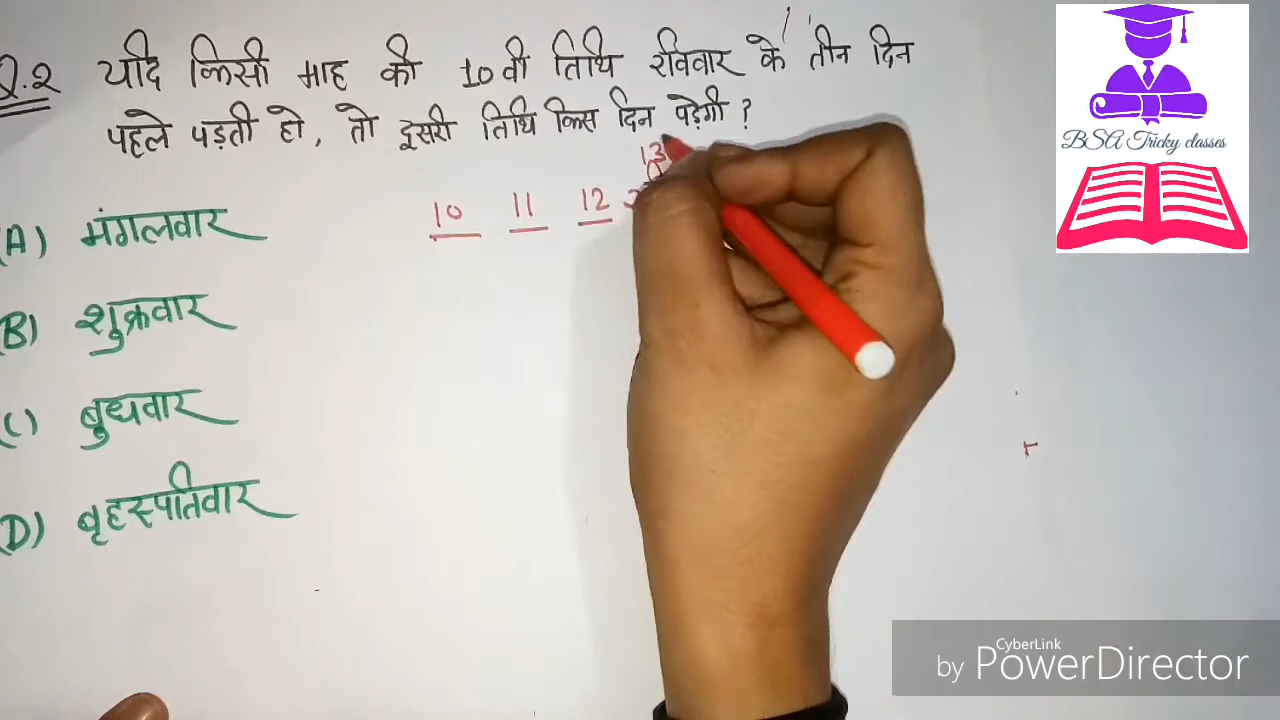 Q.2 यदि किसी माह की 10वी तिथि रविवार के तीन दिन
पहले पड़ती हो, तो दूसरी तिथि किस दिन पड़ेगी ?
10 11 12
13
(A) मंगलवार
(B) शुक्रवार
(C) बुधवार
(D) बृहस्पतिवार
BSA Tricky classes
by CyberLink PowerDirector